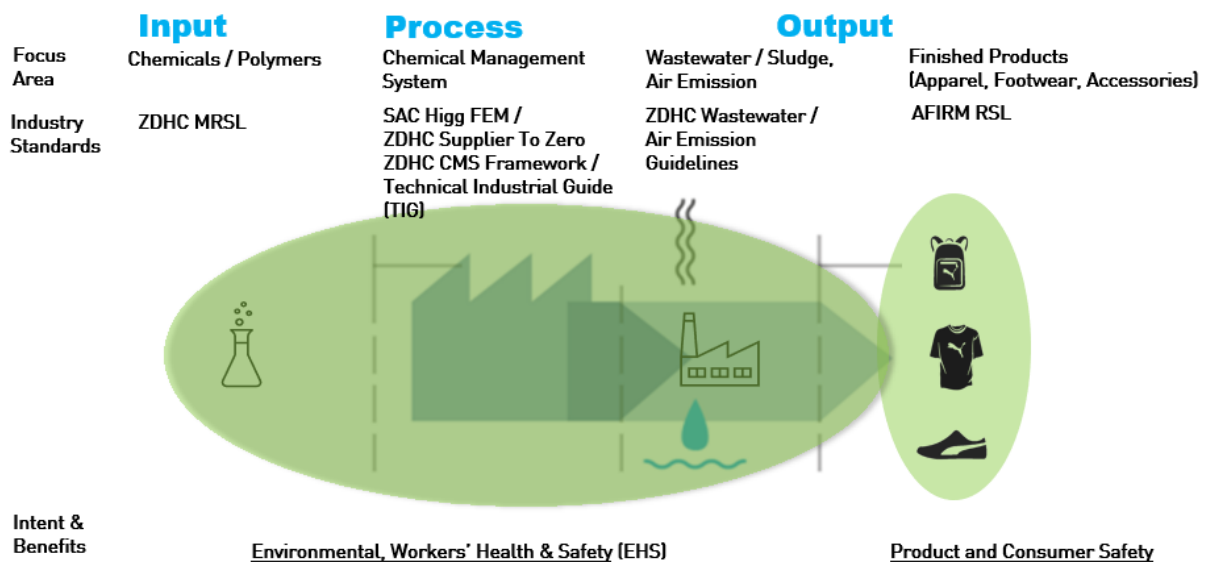 Input
Process
Output
Focus
Area
Chemicals / Polymers
Chemical Management
System
Wastewater / Sludge,
Air Emission
Finished Products
(Apparel, Footwear, Accessories)
Industry
Standards
ZDHC MRSL
SAC Higg FEM /
ZDHC Supplier To Zero
ZDHC CMS Framework /
Technical Industrial Guide
(TIG)
ZDHC Wastewater /
Air Emission
Guidelines
AFIRM RSL
Intent &
Benefits
Environmental, Workers' Health & Safety (EHS)
Product and Consumer Safety